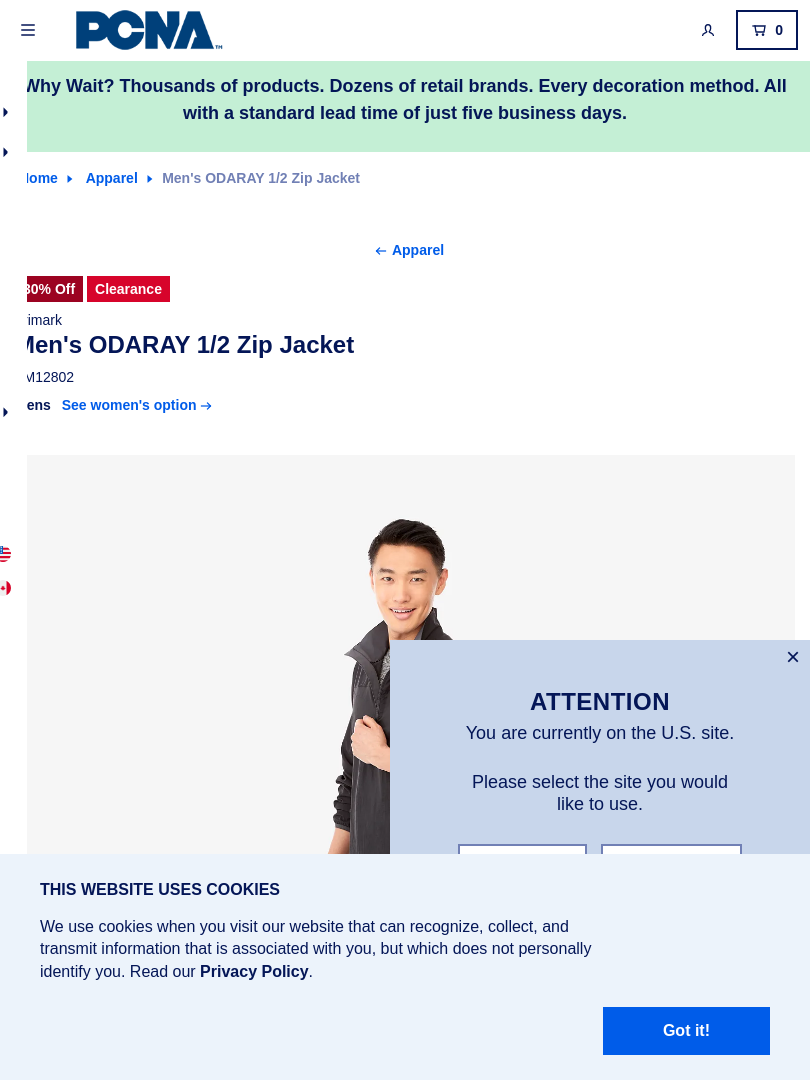 PCNA
0
Why Wait? Thousands of products. Dozens of retail brands. Every decoration method. All
with a standard lead time of just five business days.
Apparel
Men's ODARAY 1/2 Zip Jacket
Apparel
30% Off
Clearance
Men's ODARAY 1/2 Zip Jacket
See women's option
ATTENTION
You are currently on the U.S. site.
Please select the site you would
like to use.
THIS WEBSITE USES COOKIES
We use cookies when you visit our website that can recognize, collect, and
transmit information that is associated with you, but which does not personally
identify you. Read our Privacy Policy.
Got it!